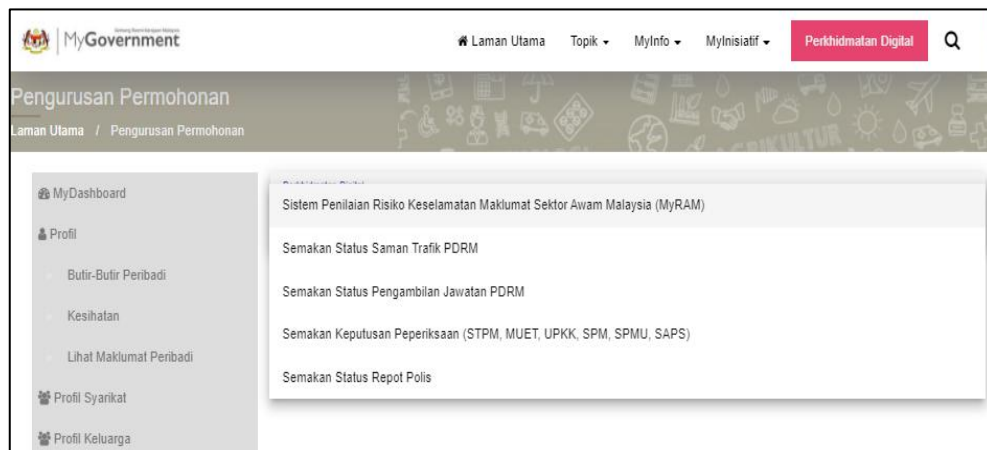 MyGovernment
Laman Utama Topik MyInfo MyInisiatif Perkhidmatan Digital
Pengurusan Permohonan
Laman Utama / Pengurusan Permohonan
MyDashboard
Profil
Butir-Butir Peribadi
Kesihatan
Lihat Maklumat Peribadi
Profil Syarikat
Profil Keluarga
Perkhidmatan Digital
Sistem Penilaian Risiko Keselamatan Maklumat Sektor Awam Malaysia (MyRAM)
Semakan Status Saman Trafik PDRM
Semakan Status Pengambilan Jawatan PDRM
Semakan Keputusan Peperiksaan (STPM, MUET, UPKK, SPM, SPMU, SAPS)
Semakan Status Repot Polis